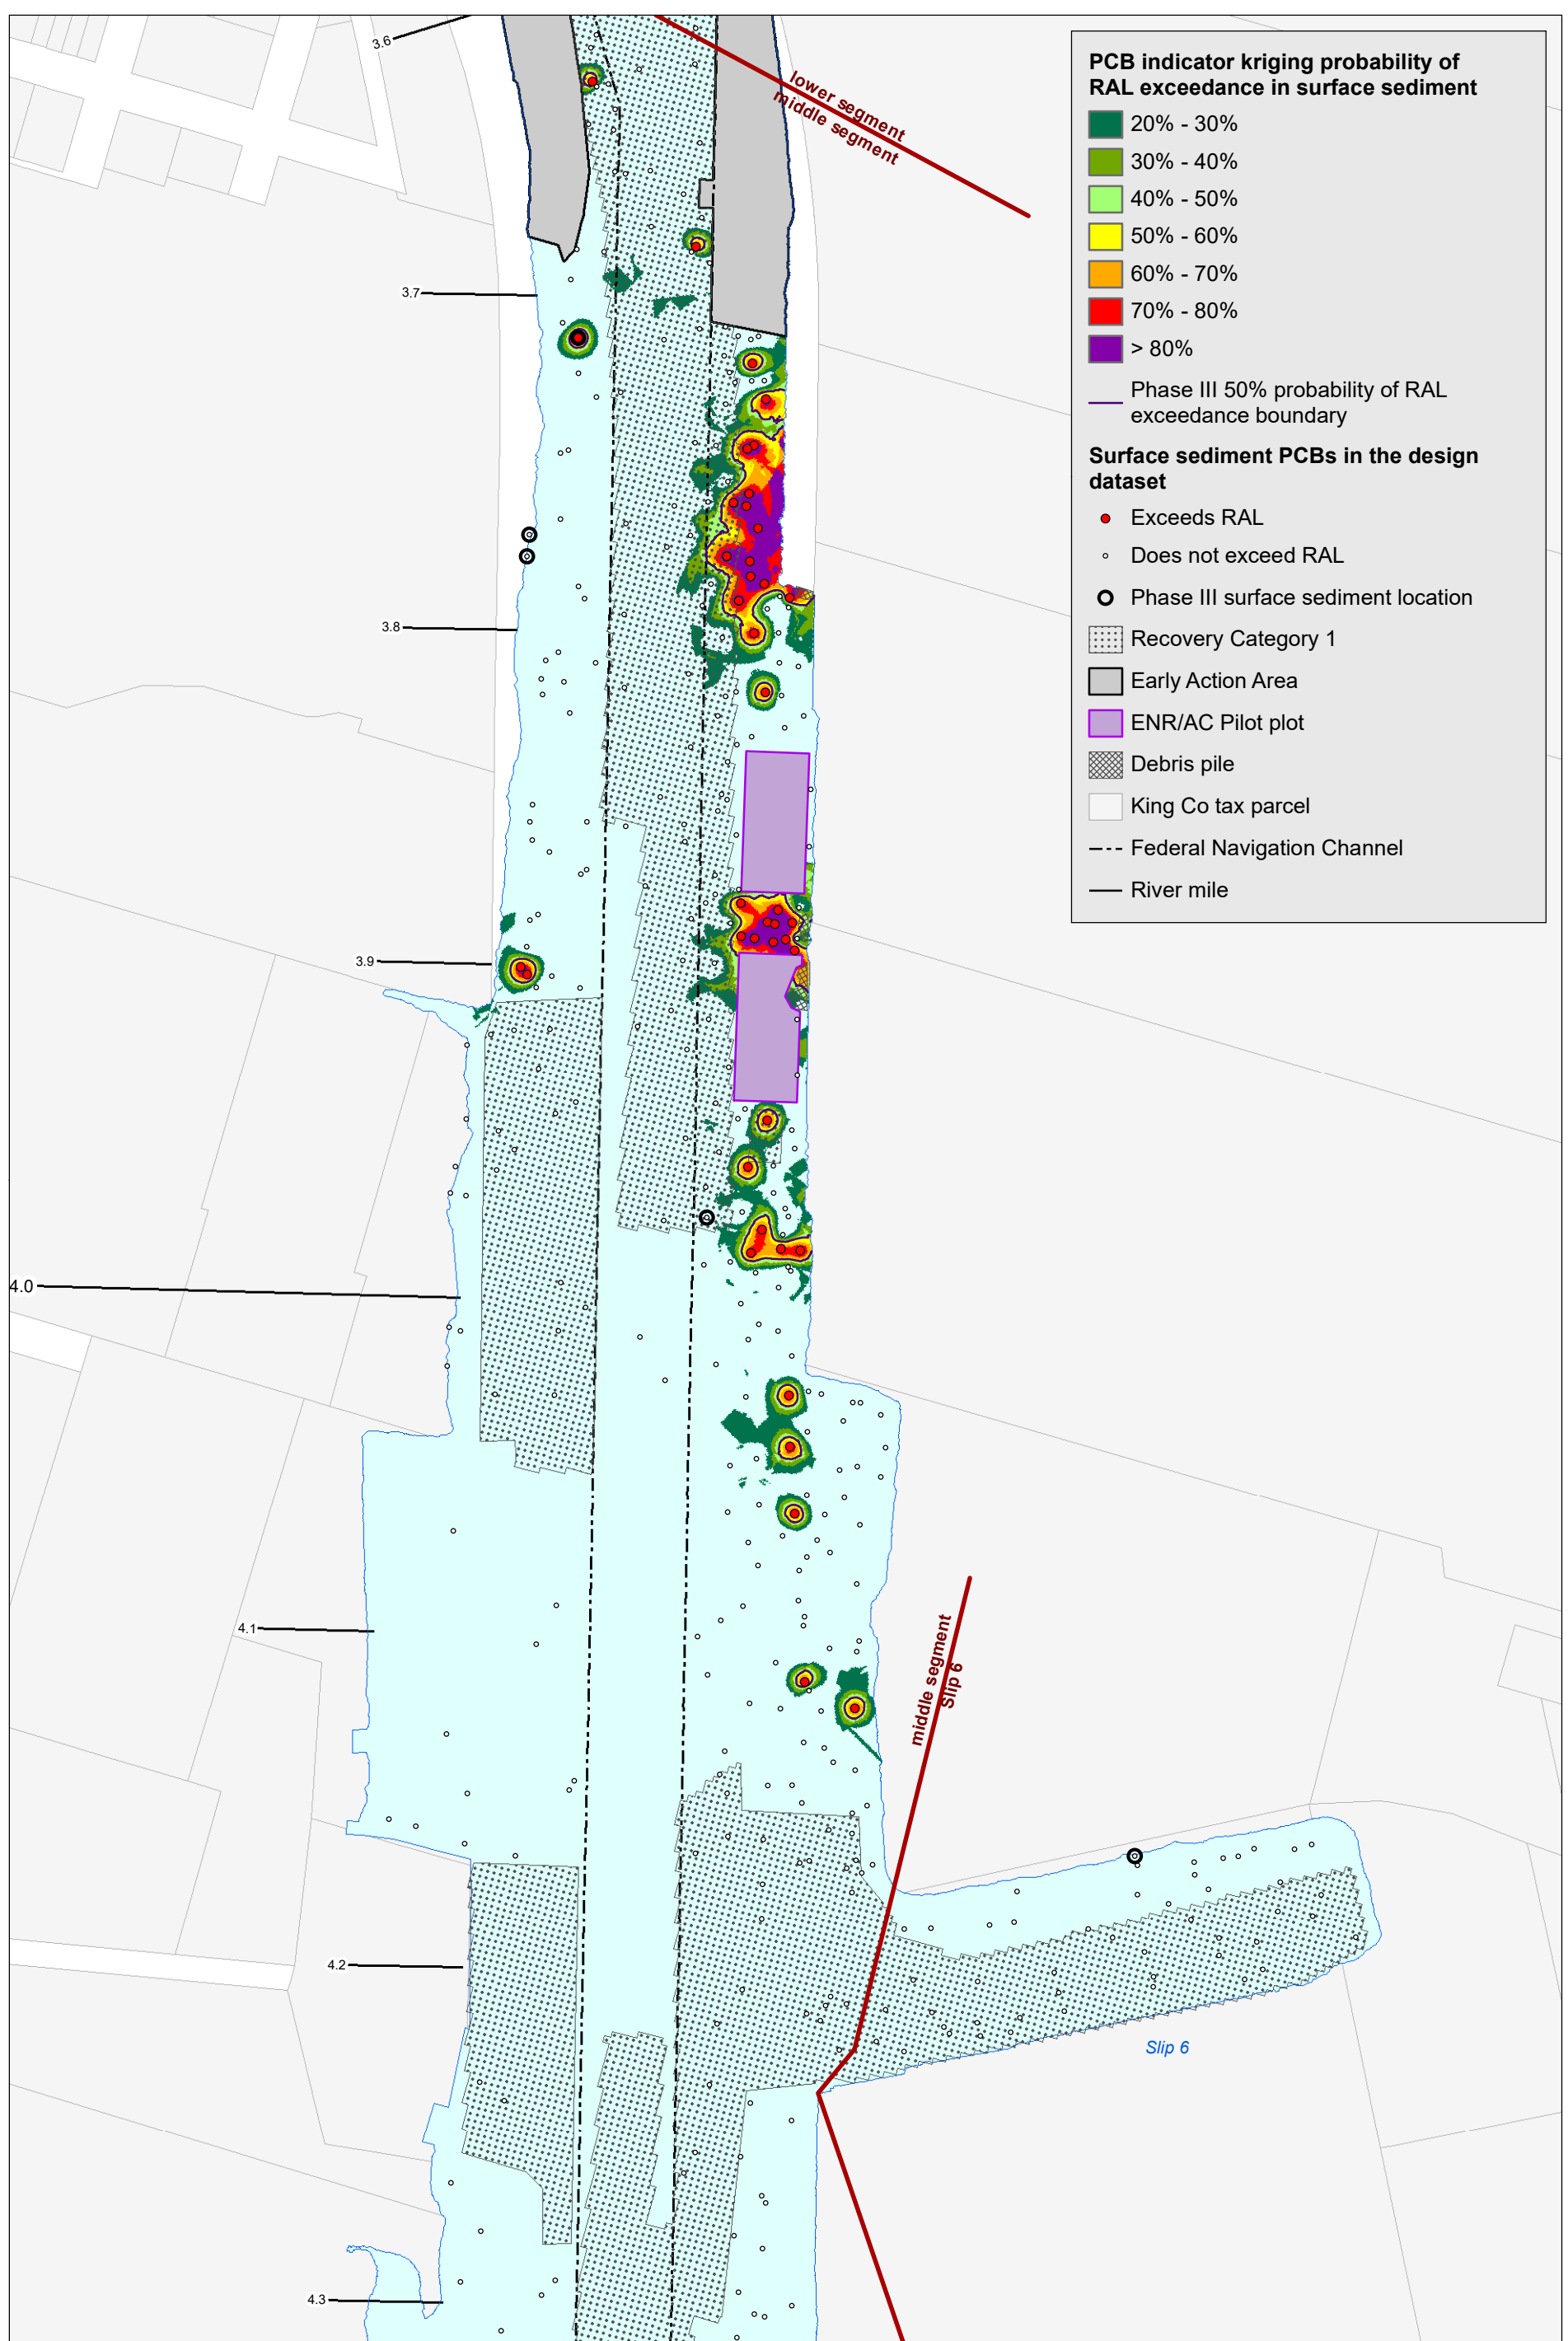 3.6
lower segment
middle segment
PCB indicator kriging probability of
RAL exceedance in surface sediment
20% - 30%
30% - 40%
40% - 50%
50% - 60%
60% - 70%
70% - 80%
> 80%
Phase III 50% probability of RAL
exceedance boundary
Surface sediment PCBs in the design
dataset
Exceeds RAL
Does not exceed RAL
Phase III surface sediment location
Recovery Category 1
Early Action Area
ENR/AC Pilot plot
Debris pile
King Co tax parcel
Federal Navigation Channel
River mile
3.7
3.8
3.9
4.0
4.1
middle segment
Slip 6
4.2
Slip 6
4.3